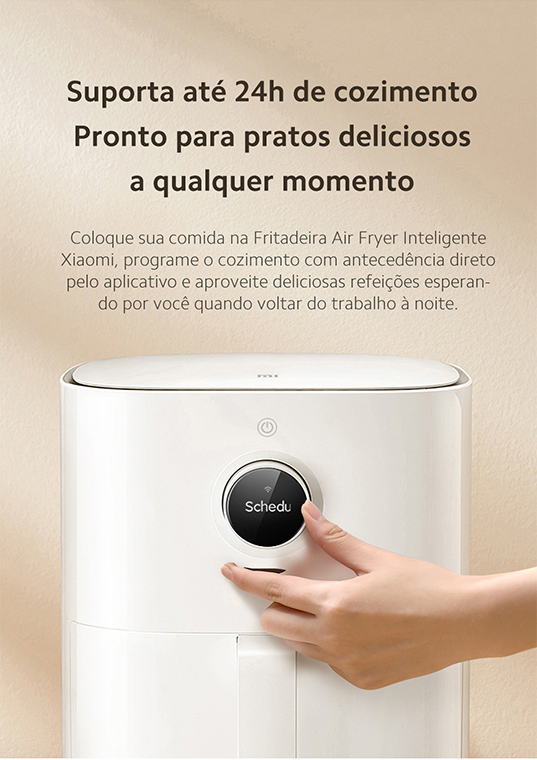 Suporta até 24h de cozimento
Pronto para pratos deliciosos
a qualquer momento
Coloque sua comida na Fritadeira Air Fryer Inteligente
Xiaomi, programe o cozimento com antecedência direto
pelo aplicativo e aproveite deliciosas refeições esperan-
do por você quando voltar do trabalho à noite.
mi
Schedu